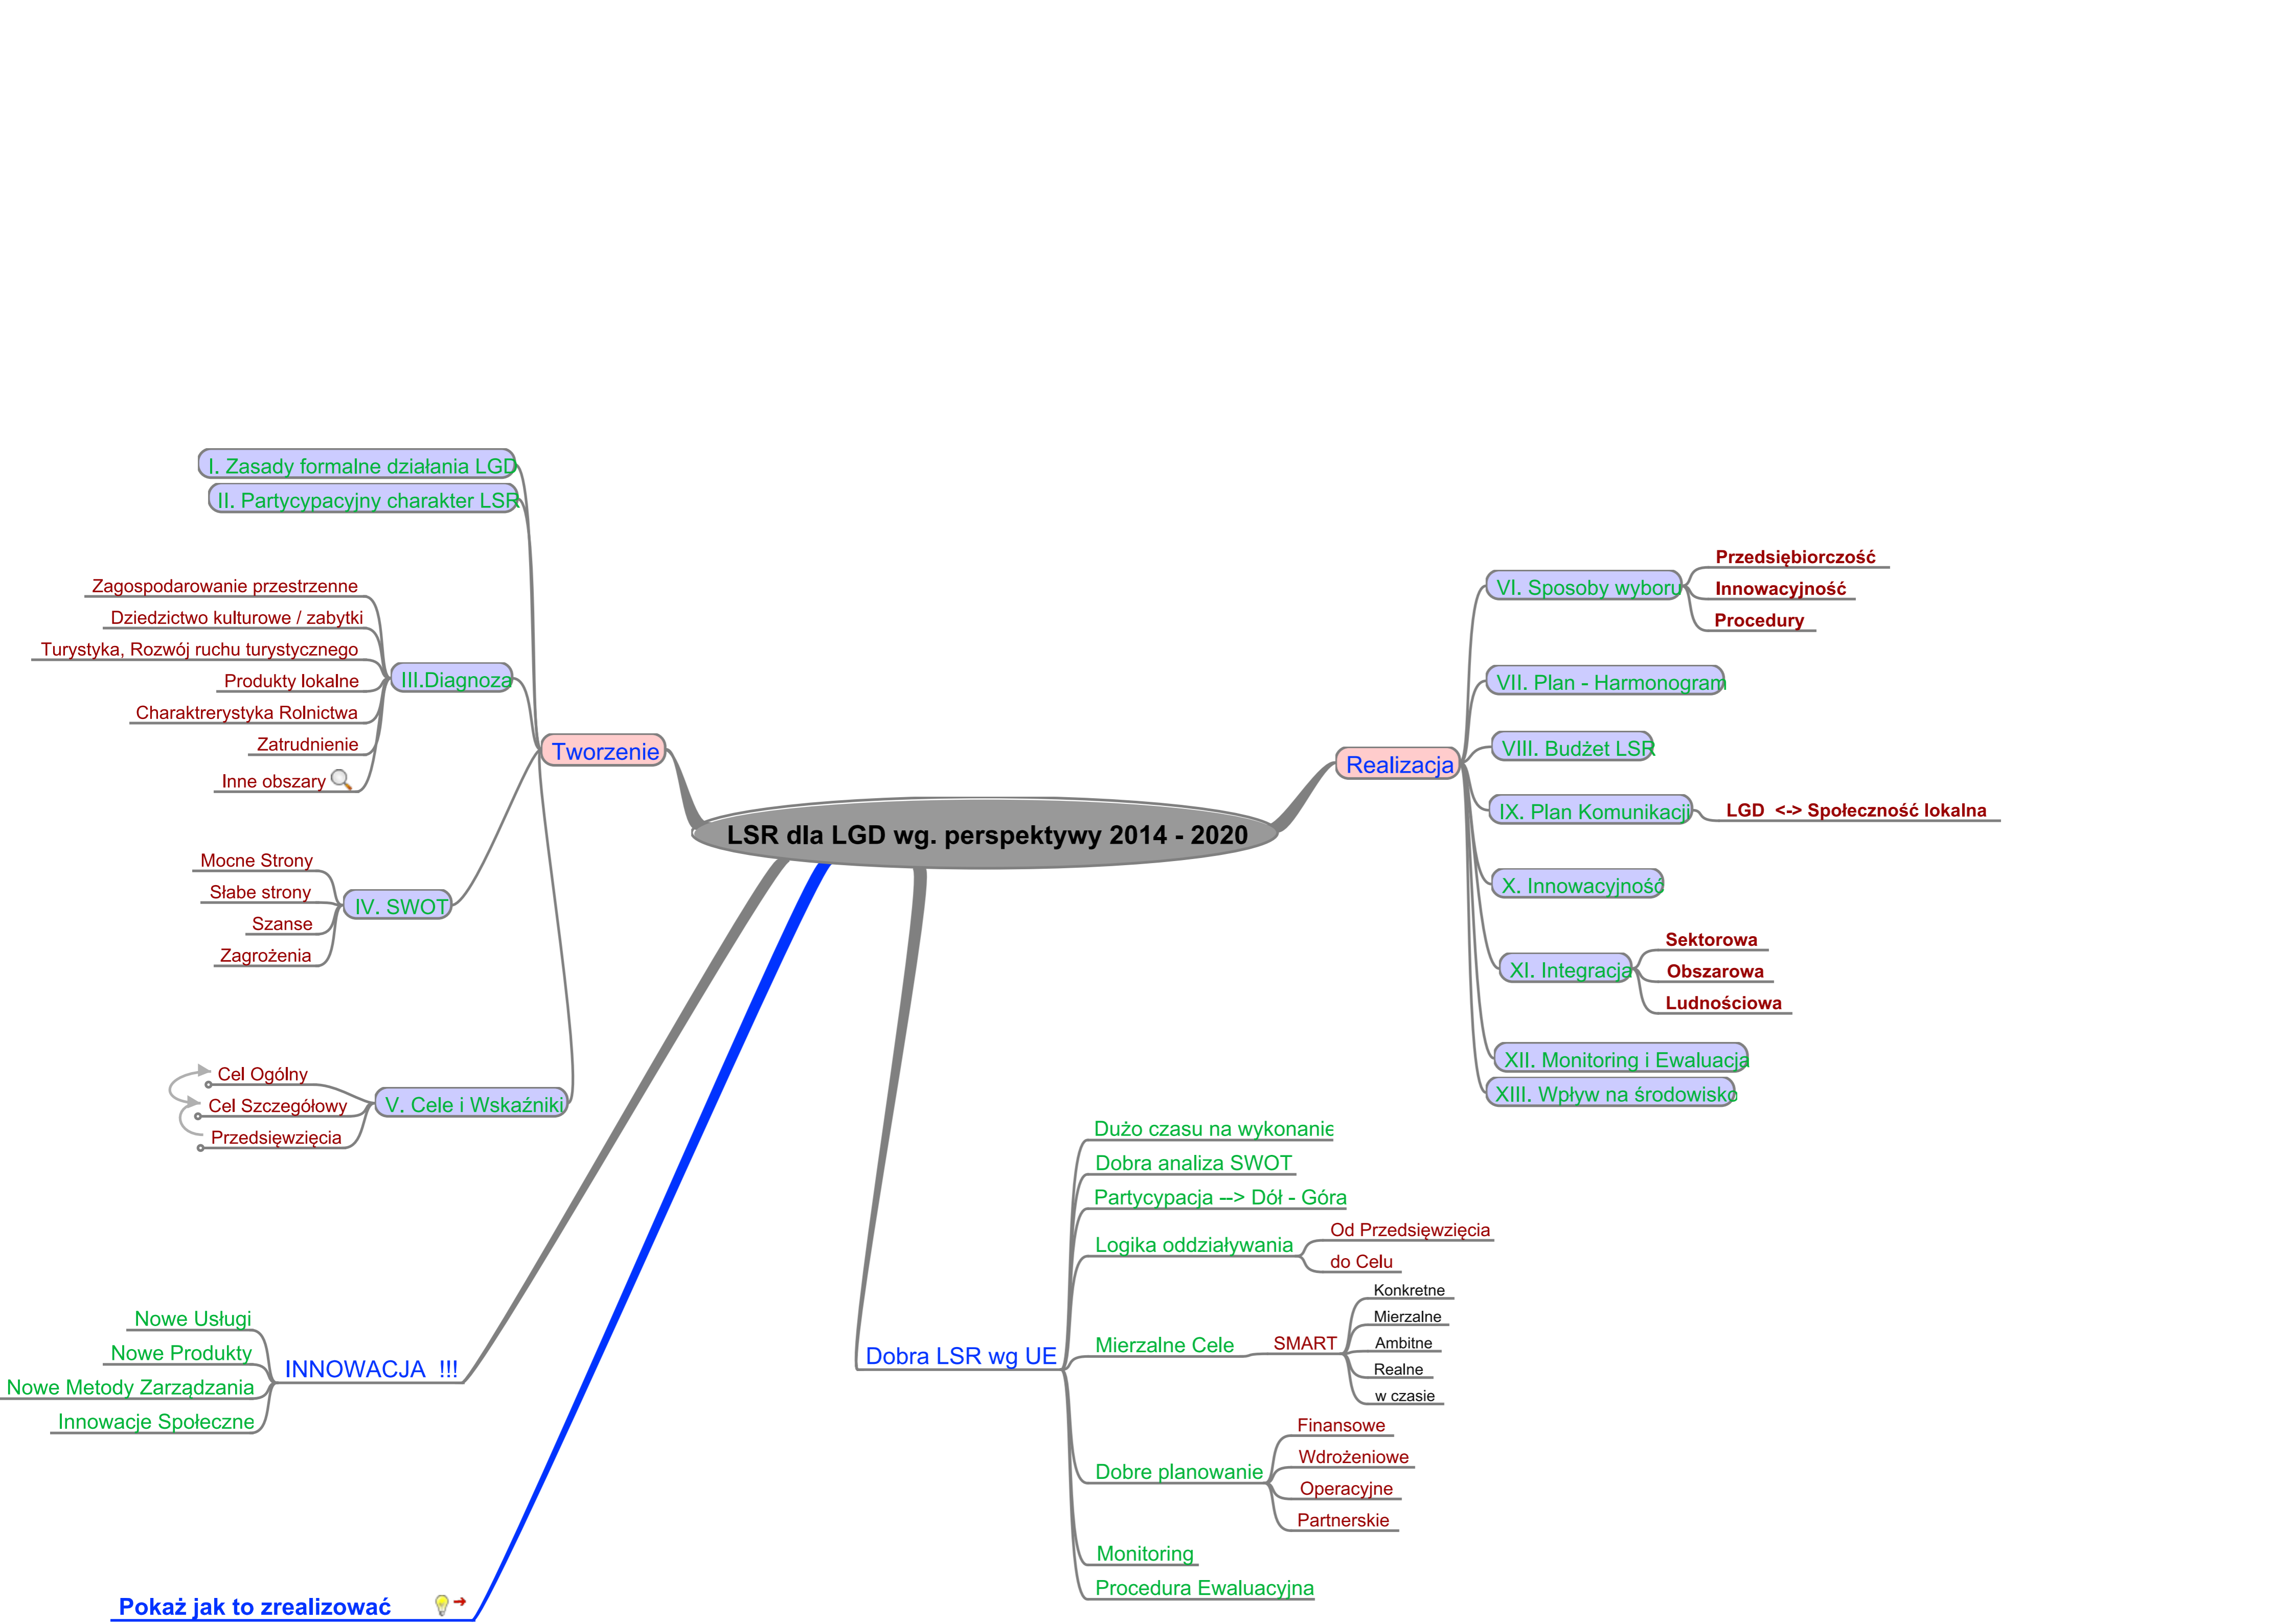 LSR dla LGD wg. perspektywy 2014 - 2020
Tworzenie
I. Zasady formalne działania LGD
II. Partycypacyjny charakter LSR
III.Diagnoza
Zagospodarowanie przestrzenne
Dziedzictwo kulturowe / zabytki
Turystyka, Rozwój ruchu turystycznego
Produkty lokalne
Charaktrerystyka Rolnictwa
Zatrudnienie
Inne obszary
IV. SWOT
Mocne Strony
Słabe strony
Szanse
Zagrożenia
V. Cele i Wskaźniki
Cel Ogólny
Cel Szczegółowy
Przedsięwzięcia
Realizacja
VI. Sposoby wyboru
Przedsiębiorczość
Innowacyjność
Procedury
VII. Plan - Harmonogram
VIII. Budżet LSR
IX. Plan Komunikacji
LGD <-> Społeczność lokalna
X. Innowacyjność
XI. Integracja
Sektorowa
Obszarowa
Ludnościowa
XII. Monitoring i Ewaluacja
XIII. Wpływ na środowisko
Dobra LSR wg UE
Dużo czasu na wykonanie
Dobra analiza SWOT
Partycypacja --> Dół - Góra
Logika oddziaływania
Od Przedsięwzięcia
do Celu
Mierzalne Cele
SMART
Konkretne
Mierzalne
Ambitne
Realne
w czasie
Dobre planowanie
Finansowe
Wdrożeniowe
Operacyjne
Partnerskie
Monitoring
Procedura Ewaluacyjna
INNOWACJA !!!
Nowe Usługi
Nowe Produkty
Nowe Metody Zarządzania
Innowacje Społeczne
Pokaż jak to zrealizować